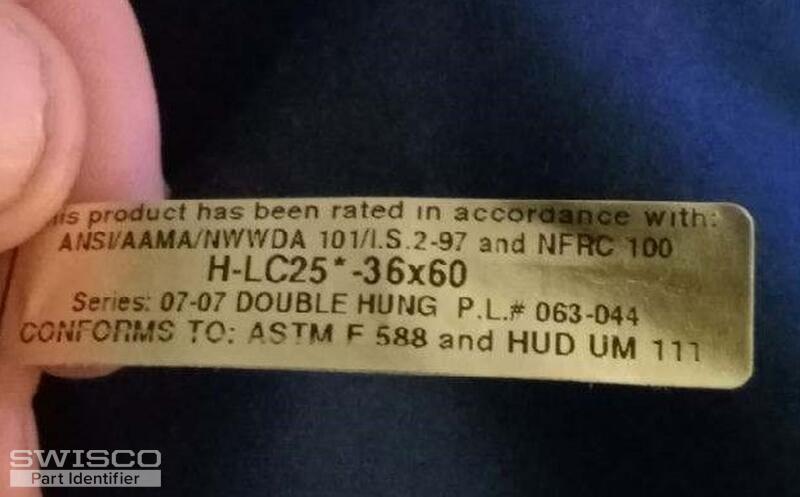 his product has been rated in accordance with:
ANSI/AAMA/NWWDA 101/I.S.2-97 and NFRC 100
H-LC25*-36x60
Series: 07-07 DOUBLE HUNG P.L.# 063-044
CONFORMS TO: ASTM F 588 and HUD UM 111
SWISCO
Part Identifier